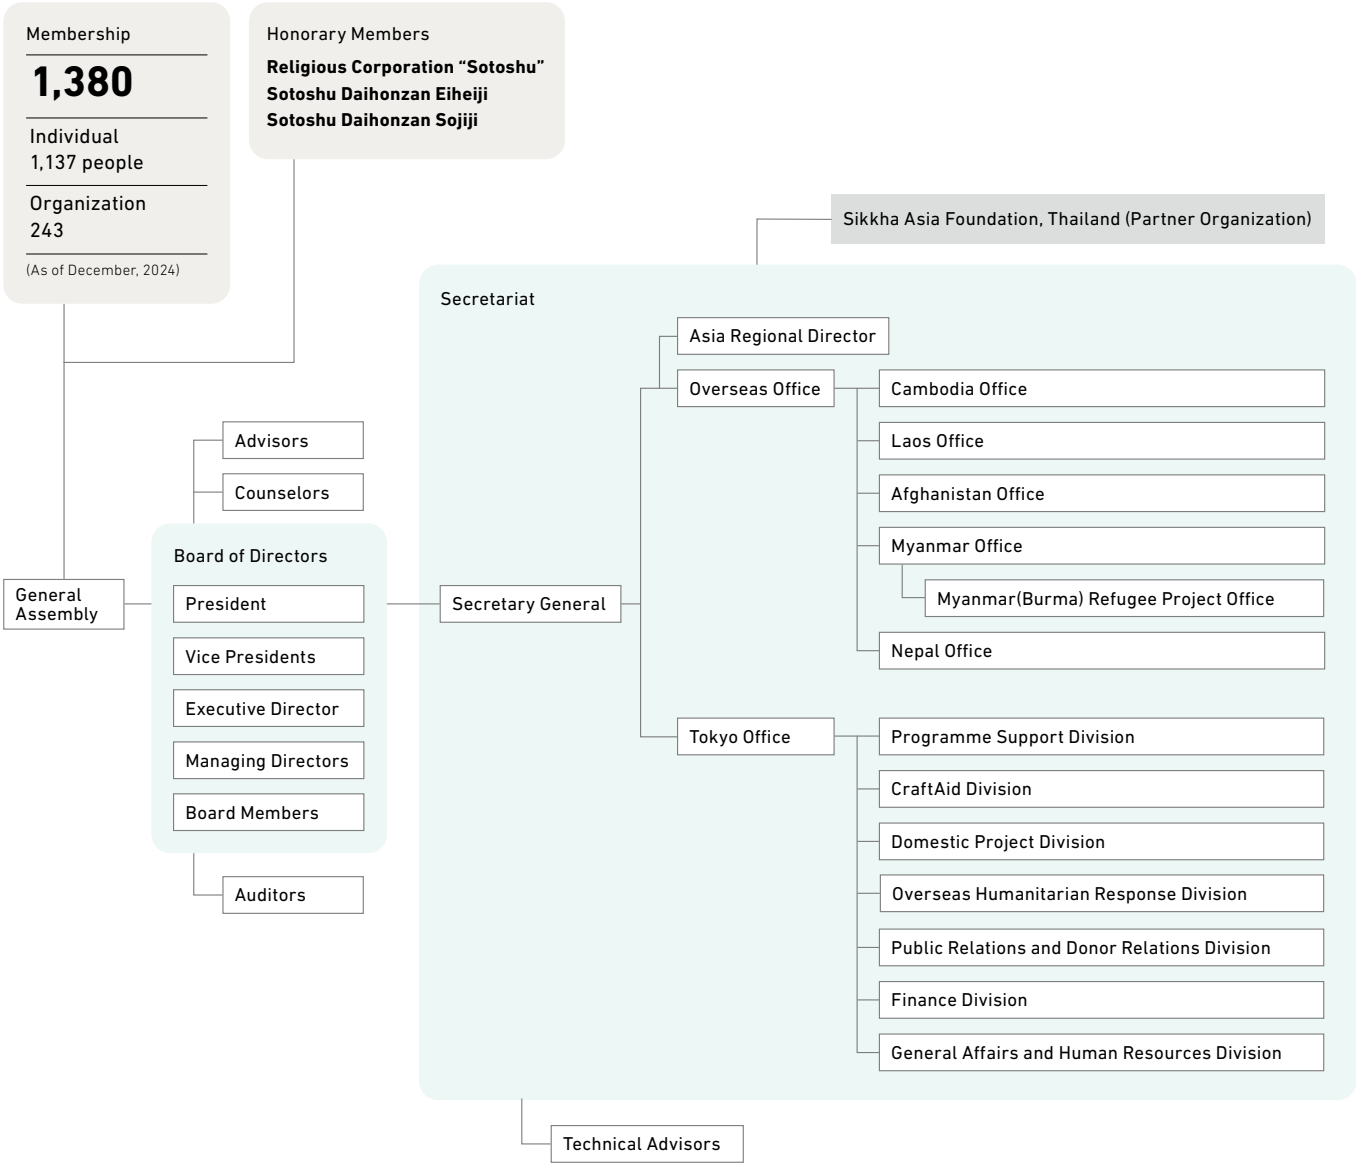 Membership
1,380
Individual
1,137 people
Organization
243
(As of December, 2024)
Honorary Members
Religious Corporation “Sotoshu”
Sotoshu Daihonzan Eiheiji
Sotoshu Daihonzan Sojiji
Sikkha Asia Foundation, Thailand (Partner Organization)
General
Assembly
Advisors
Counselors
Board of Directors
President
Vice Presidents
Executive Director
Managing Directors
Board Members
Auditors
Secretariat
Secretary General
Asia Regional Director
Overseas Office
Cambodia Office
Laos Office
Afghanistan Office
Myanmar Office
Myanmar(Burma) Refugee Project Office
Nepal Office
Tokyo Office
Programme Support Division
CraftAid Division
Domestic Project Division
Overseas Humanitarian Response Division
Public Relations and Donor Relations Division
Finance Division
General Affairs and Human Resources Division
Technical Advisors